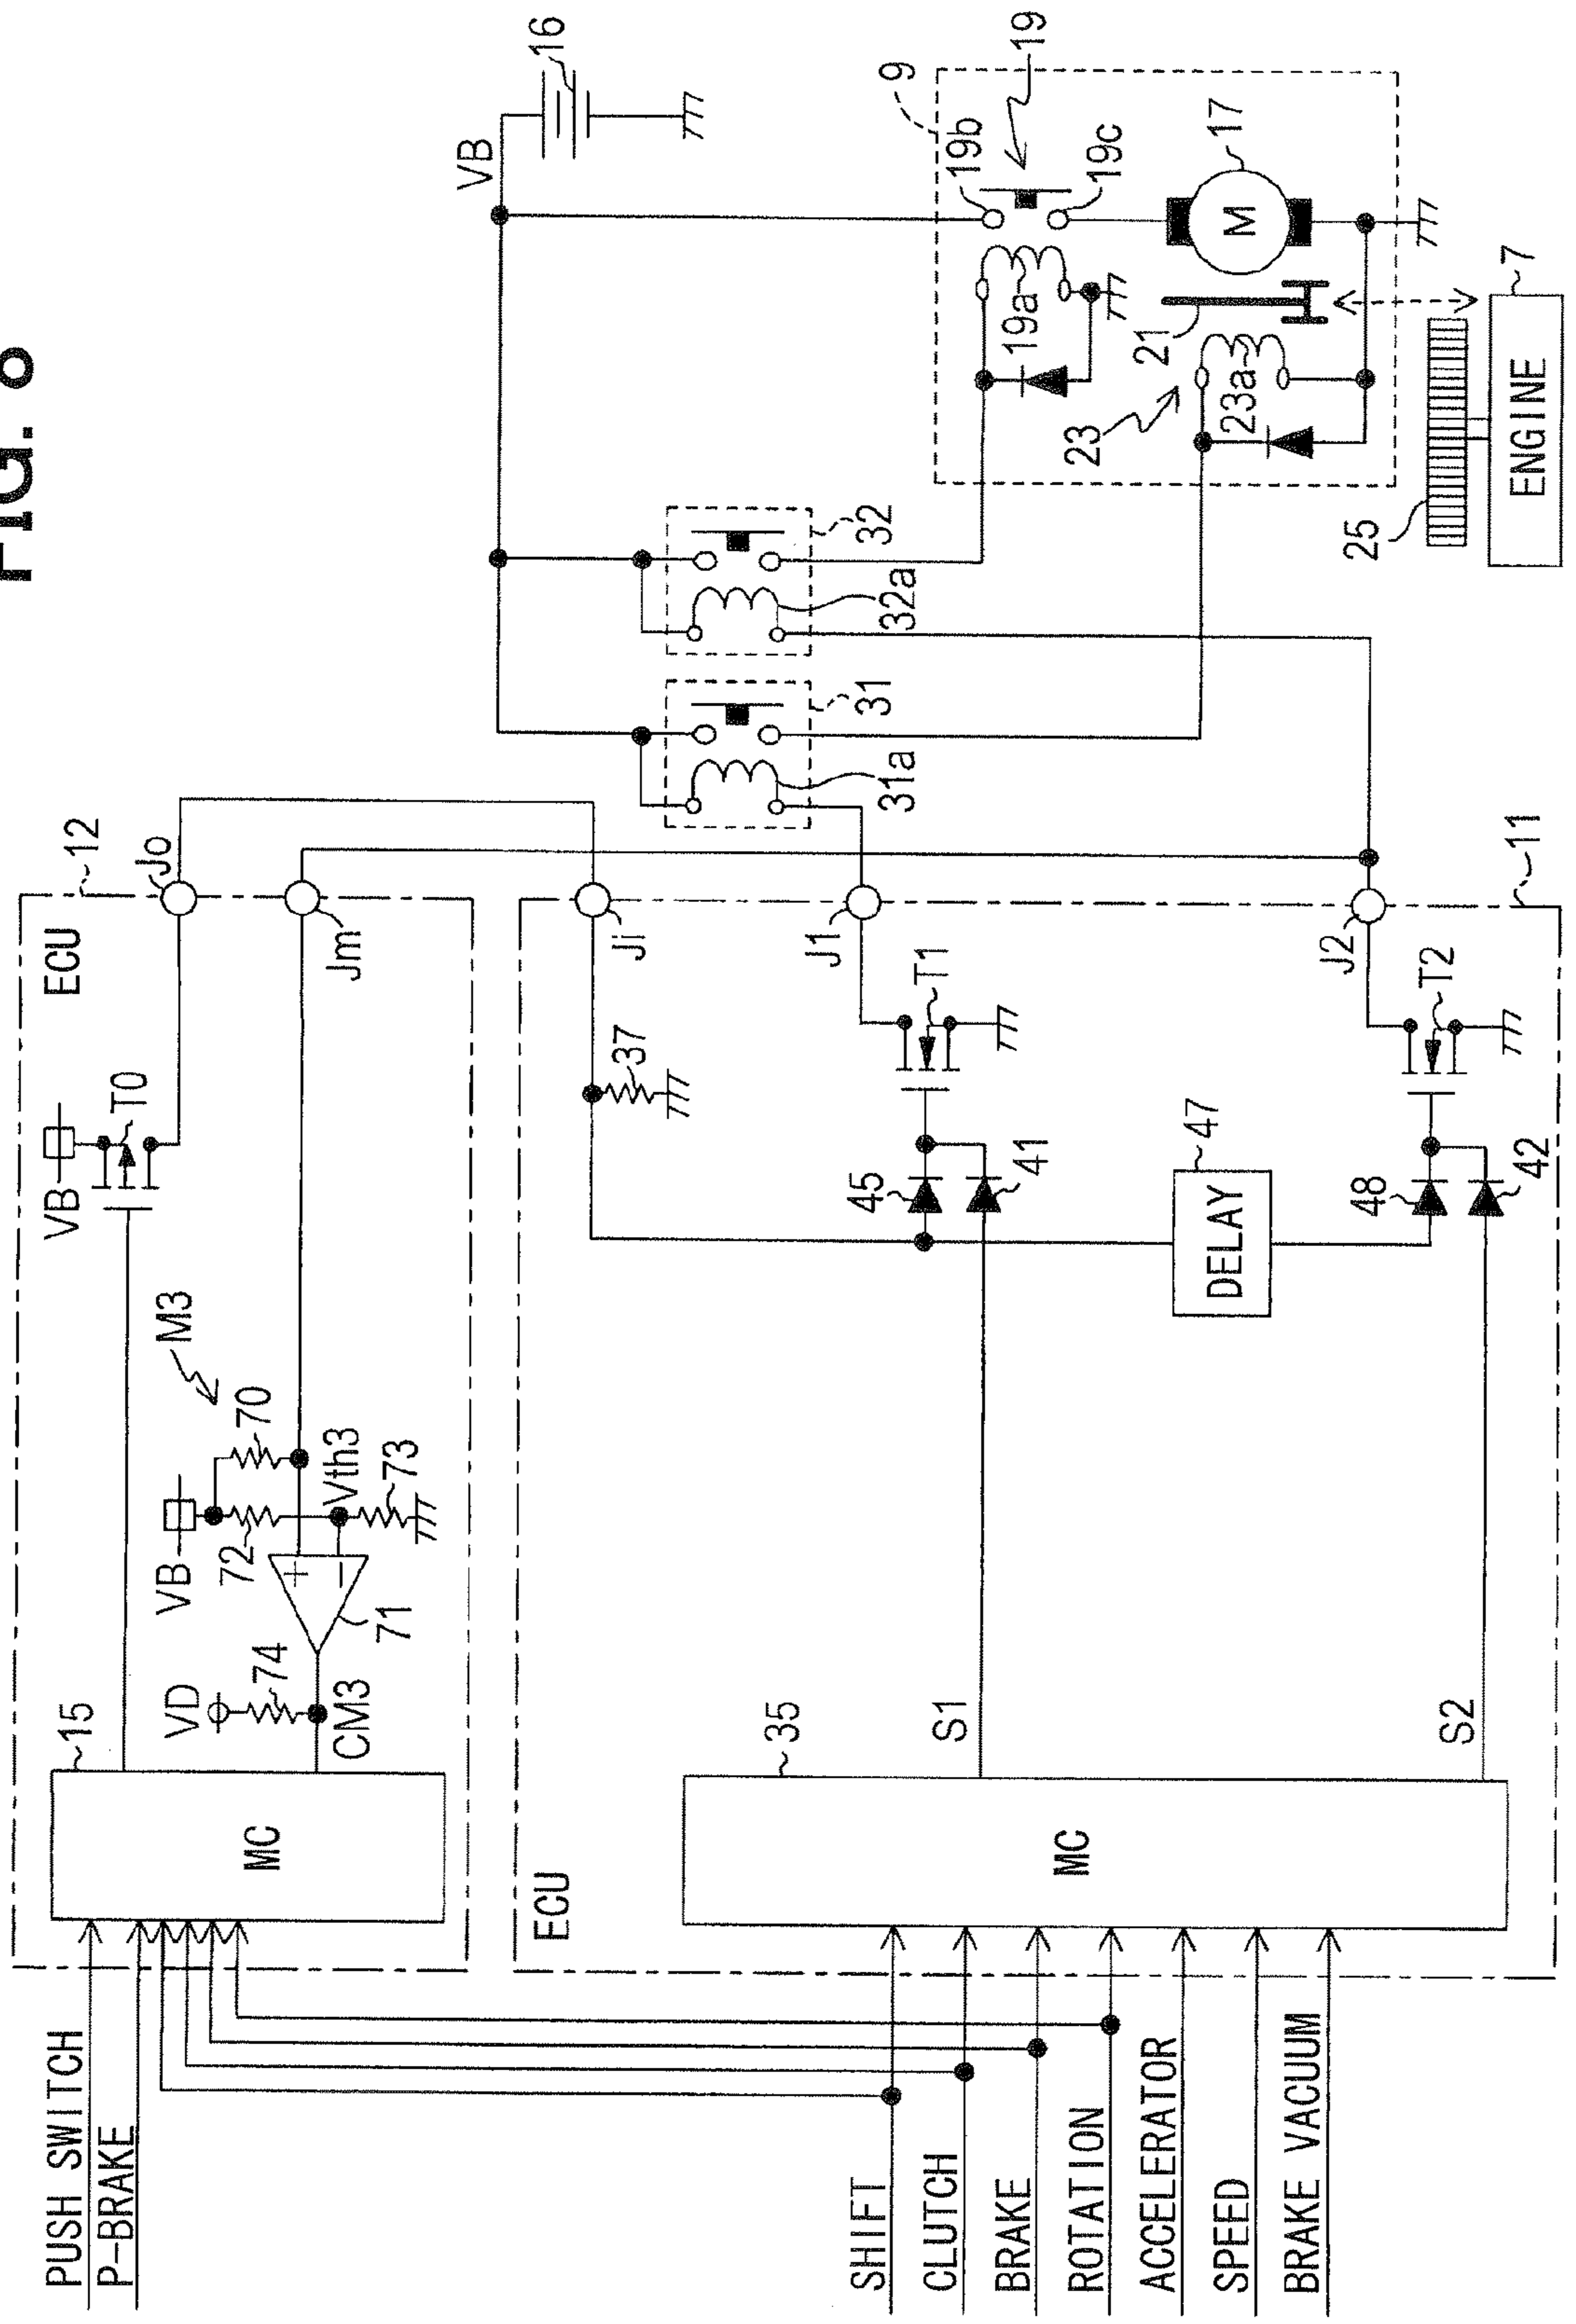 FIG. 8
PUSH SWITCH
P-BRAKE
SHIFT
CLUTCH
BRAKE
ROTATION
ACCELERATOR
SPEED
BRAKE VACUUM
ECU
12
15
MC
VB
T0
Jo
Jm
M3
VB
70
72
Vth3
73
71
VD
74
CM3
ECU
11
35
MC
S1
S2
Ji
37
J1
T1
45
41
DELAY
47
J2
T2
48
42
31
31a
32
32a
VB
16
9
19
19a
19b
19c
17
M
21
23
23a
25
ENGINE
7